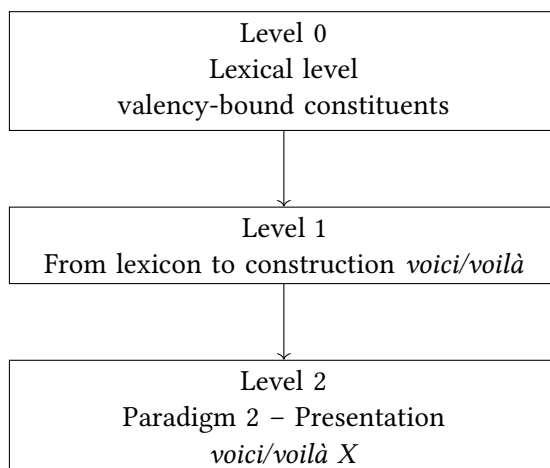 Level 0
Lexical level
valency-bound constituents
Level 1
From lexicon to construction voici/voilà
Level 2
Paradigm 2 – Presentation
voici/voilà X